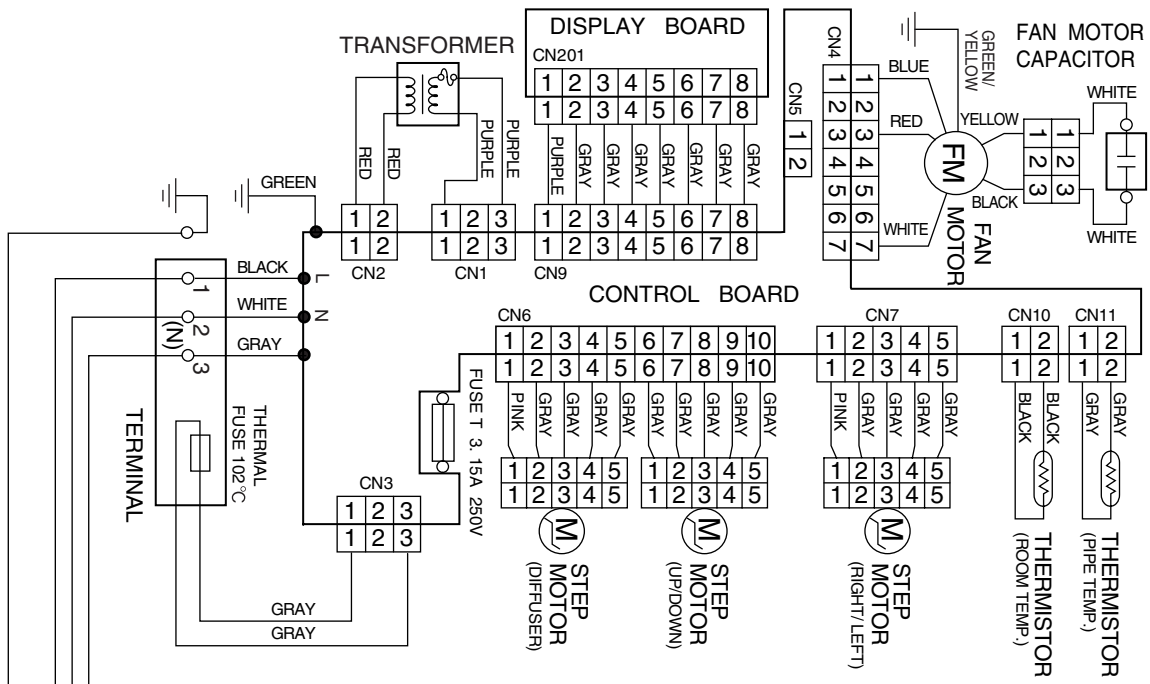 DISPLAY BOARD
TRANSFORMER
CN201
1 2 3 4 5 6 7 8
1 2 3 4 5 6 7 8
RED
RED
PURPLE
PURPLE
PURPLE
GRAY
GRAY
GRAY
GRAY
GRAY
GRAY
GRAY
GREEN
1 2
1 2
CN2
1 2 3
1 2 3
CN1
1 2 3 4 5 6 7 8
1 2 3 4 5 6 7 8
CN9
CN5
1
2
CN4
1 1
2 2
3 3
4 4
5 5
6 6
7 7
BLUE
RED
WHITE
GREEN/
YELLOW
FM
FAN
MOTOR
YELLOW
BLACK
FAN MOTOR
CAPACITOR
1 1
2 2
3 3
WHITE
WHITE
BLACK
WHITE
GRAY
L
N
1
2
(N)
3
TERMINAL
THERMAL
FUSE 102°C
CN3
1 2 3
1 2 3
GRAY
GRAY
FUSE T 3. 15A 250V
CONTROL BOARD
CN6
1 2 3 4 5 6 7 8 9 10
1 2 3 4 5 6 7 8 9 10
PINK
GRAY
GRAY
GRAY
GRAY
GRAY
GRAY
GRAY
GRAY
GRAY
1 2 3 4 5
1 2 3 4 5
M
STEP
MOTOR
(DIFFUSER)
1 2 3 4 5
1 2 3 4 5
M
STEP
MOTOR
(UP/DOWN)
CN7
1 2 3 4 5
1 2 3 4 5
PINK
GRAY
GRAY
GRAY
GRAY
1 2 3 4 5
1 2 3 4 5
M
STEP
MOTOR
(RIGHT/ LEFT)
CN10
1 2
1 2
BLACK
BLACK
THERMISTOR
(ROOM TEMP.)
CN11
1 2
1 2
GRAY
GRAY
THERMISTOR
(PIPE TEMP.)